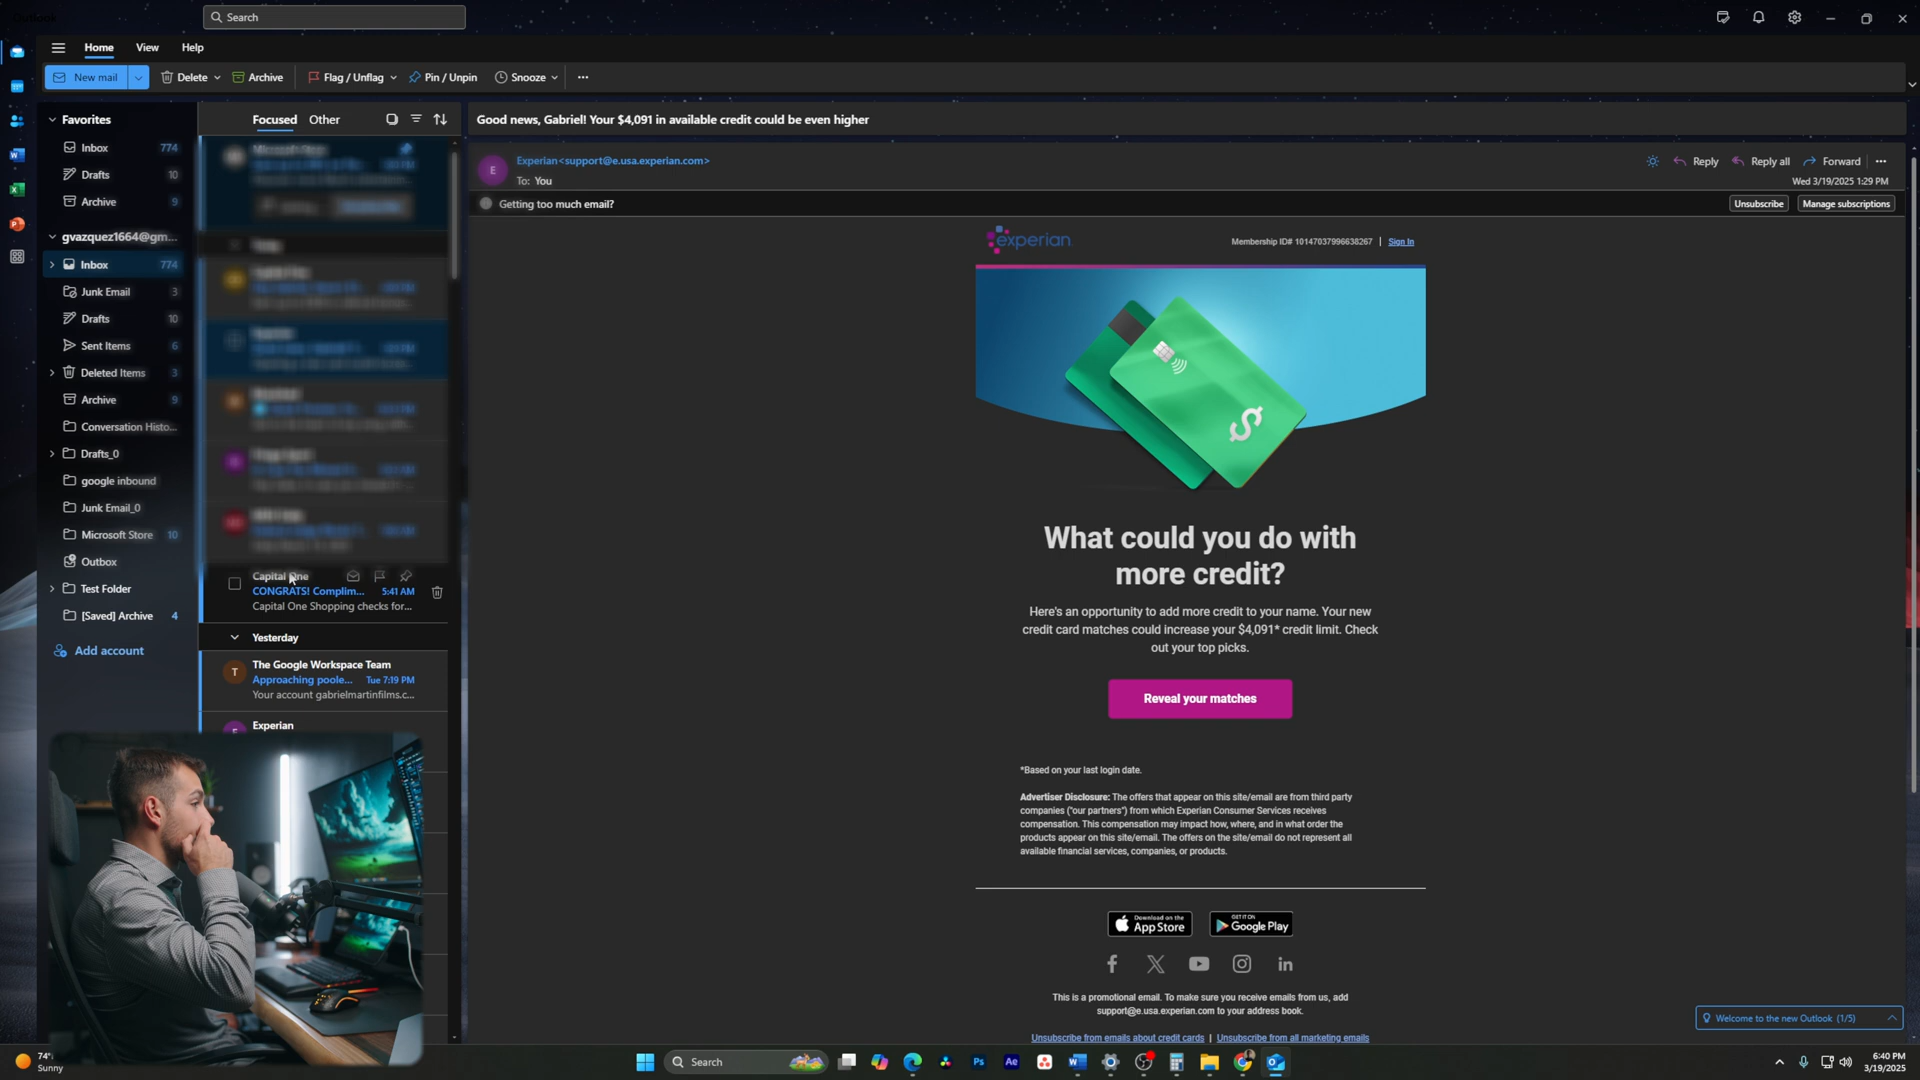 Search
Home
View
Help
New mail
Delete
Archive
Flag / Unflag
Pin / Unpin
Snooze
Favorites
Inbox 774
Drafts 10
Archive 9
gvazquez1664@gm...
Inbox 774
Junk Email 3
Drafts 10
Sent Items 6
Deleted Items 3
Archive 9
Conversation Histo...
Drafts_0
google inbound
Junk Email_0
Microsoft Store 10
Outbox
Test Folder
[Saved] Archive 4
Add account
Focused
Other
Capital One
CONGRATS! Complim... 5:41 AM
Capital One Shopping checks for...
Yesterday
T
The Google Workspace Team
Approaching poole... Tue 7:19 PM
Your account gabrielmartinfilms.c...
Experian
Good news, Gabriel! Your $4,091 in available credit could be even higher
E
Experian<support@e.usa.experian.com>
To: You
Reply
Reply all
Forward
Wed 3/19/2025 1:29 PM
Getting too much email?
Unsubscribe
Manage subscriptions
experian.
Membership ID# 10147037996638267 | Sign In
$
What could you do with
more credit?
Here's an opportunity to add more credit to your name. Your new
credit card matches could increase your $4,091* credit limit. Check
out your top picks.
Reveal your matches
*Based on your last login date.
Advertiser Disclosure: The offers that appear on this site/email are from third party
companies ("our partners") from which Experian Consumer Services receives
compensation. This compensation may impact how, where, and in what order the
products appear on this site/email. The offers on the site/email do not represent all
available financial services, companies, or products.
Download on the
App Store
GET IT ON
Google Play
This is a promotional email. To make sure you receive emails from us, add
support@e.usa.experian.com to your address book.
Unsubscribe from emails about credit cards | Unsubscribe from all marketing emails
Welcome to the new Outlook (1/5)
74°
Sunny
Search
Ps
Ae
6:40 PM
3/19/2025